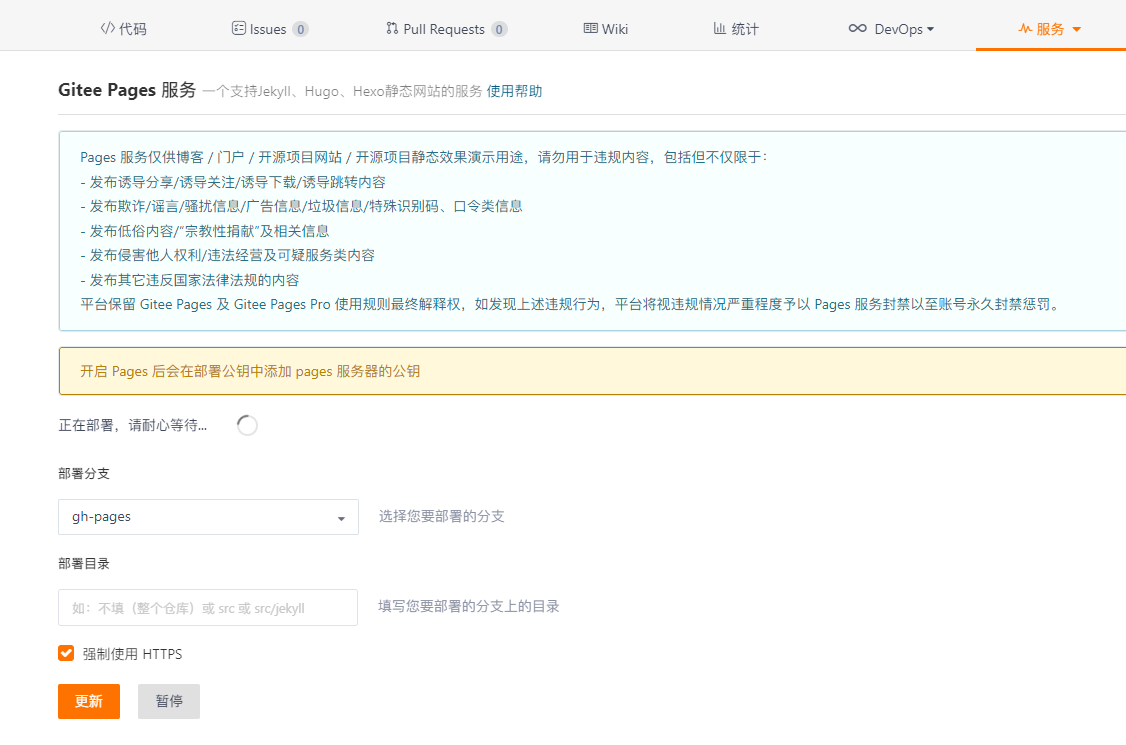 代码 Issues 0 Pull Requests 0 Wiki 统计 DevOps 服务
Gitee Pages 服务 一个支持Jekyll、Hugo、Hexo静态网站的服务 使用帮助
Pages 服务仅供博客 / 门户 / 开源项目网站 / 开源项目静态效果演示用途，请勿用于违规内容，包括但不仅限于：
- 发布诱导分享/诱导关注/诱导下载/诱导跳转内容
- 发布欺诈/谣言/骚扰信息/广告信息/垃圾信息/特殊识别码、口令类信息
- 发布低俗内容/“宗教性捐献”及相关信息
- 发布侵害他人权利/违法经营及可疑服务类内容
- 发布其它违反国家法律法规的内容
平台保留 Gitee Pages 及 Gitee Pages Pro 使用规则最终解释权，如发现上述违规行为，平台将视违规情况严重程度予以 Pages 服务封禁以至账号永久封禁惩罚。
开启 Pages 后会在部署公钥中添加 pages 服务器的公钥
正在部署，请耐心等待...
部署分支
gh-pages 选择您要部署的分支
部署目录
如：不填（整个仓库）或 src 或 src/jekyll 填写您要部署的分支上的目录
强制使用 HTTPS
更新 暂停